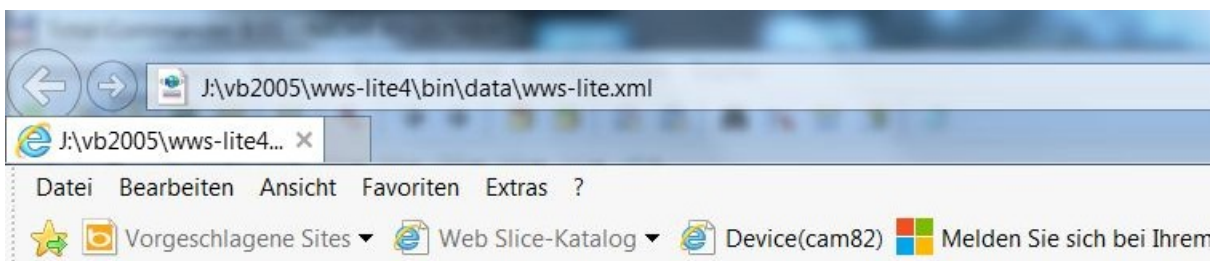 J:\vb2005\wws-lite4\bin\data\wws-lite.xml
J:\vb2005\wws-lite4...
Datei Bearbeiten Ansicht Favoriten Extras ?
Vorgeschlagene Sites Web Slice-Katalog Device(cam82) Melden Sie sich bei Ihrem